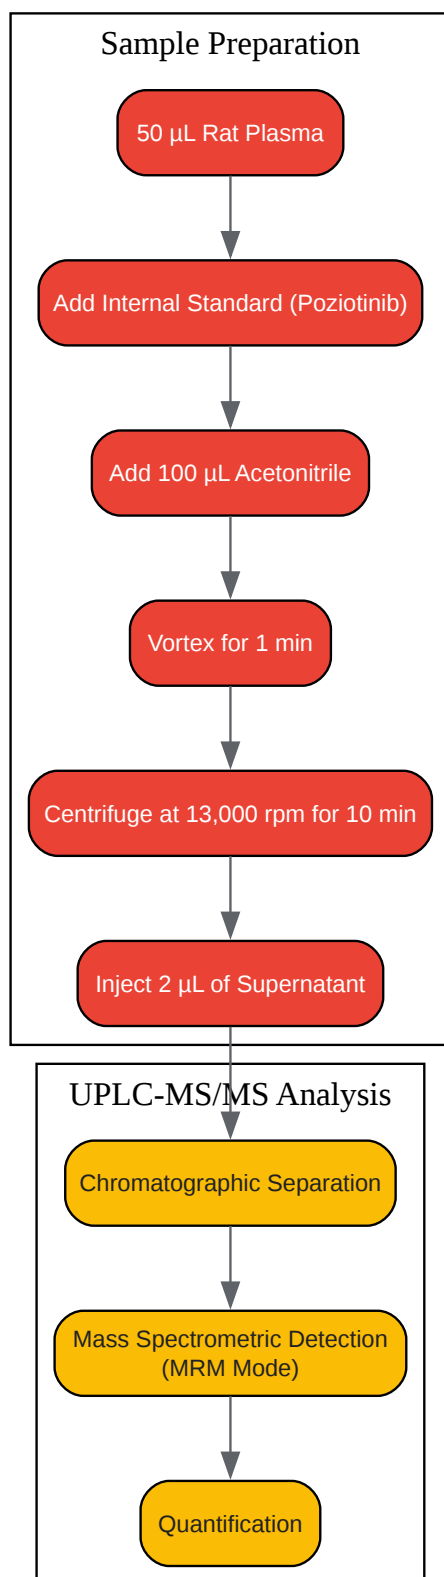 Sample Preparation
50 µL Rat Plasma
Add Internal Standard (Poziotinib)
Add 100 µL Acetonitrile
Vortex for 1 min
Centrifuge at 13,000 rpm for 10 min
Inject 2 µL of Supernatant
UPLC-MS/MS Analysis
Chromatographic Separation
Mass Spectrometric Detection
(MRM Mode)
Quantification